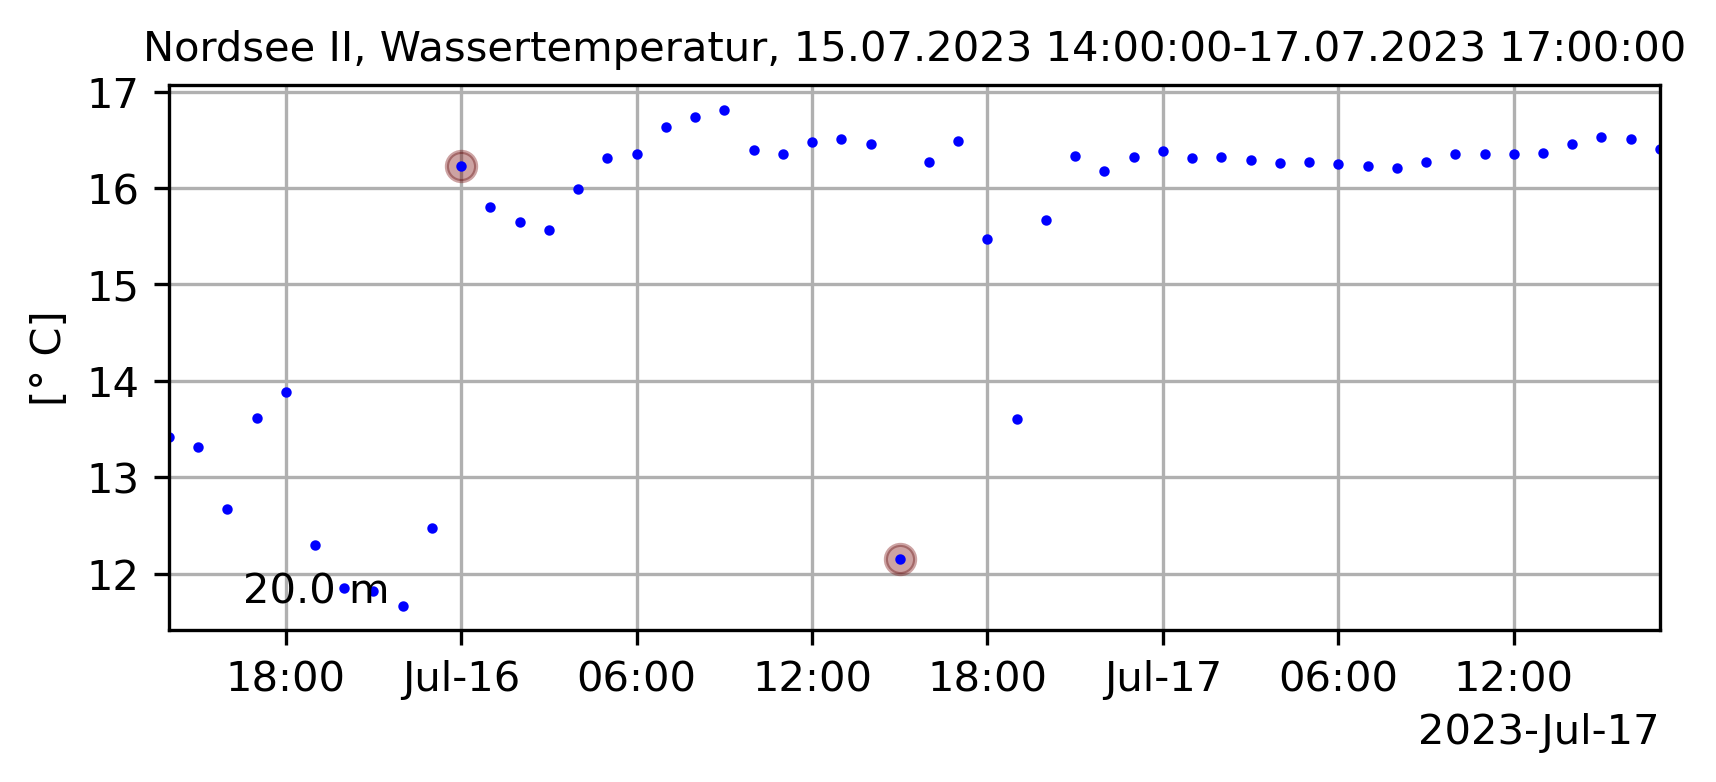 Nordsee II, Wassertemperatur, 15.07.2023 14:00:00-17.07.2023 17:00:00
17
16
15
14
13
12
[° C]
20.0 m
18:00 Jul-16 06:00 12:00 18:00 Jul-17 06:00 12:00
2023-Jul-17